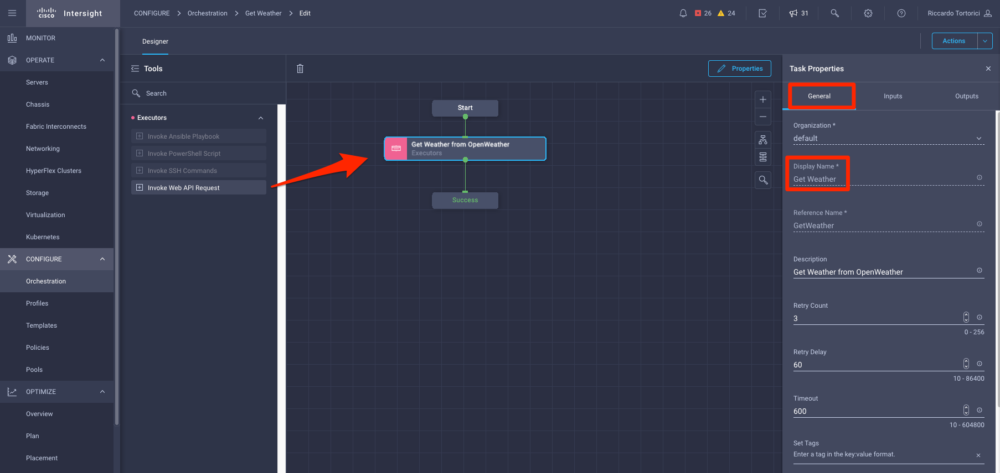 CISCO Intersight
CONFIGURE > Orchestration > Get Weather > Edit
26 24
31
Riccardo Tortorici
MONITOR
OPERATE
Servers
Chassis
Fabric Interconnects
Networking
HyperFlex Clusters
Storage
Virtualization
Kubernetes
CONFIGURE
Orchestration
Profiles
Templates
Policies
Pools
OPTIMIZE
Overview
Plan
Placement
Designer
Actions
Tools
Search
Executors
Invoke Ansible Playbook
Invoke PowerShell Script
Invoke SSH Commands
Invoke Web API Request
Properties
Start
Get Weather from OpenWeather
Executors
Success
Task Properties
General Inputs Outputs
Organization *
default
Display Name *
Get Weather
Reference Name *
GetWeather
Description
Get Weather from OpenWeather
Retry Count
3
0 - 256
Retry Delay
60
10 - 86400
Timeout
600
10 - 604800
Set Tags
Enter a tag in the key:value format.